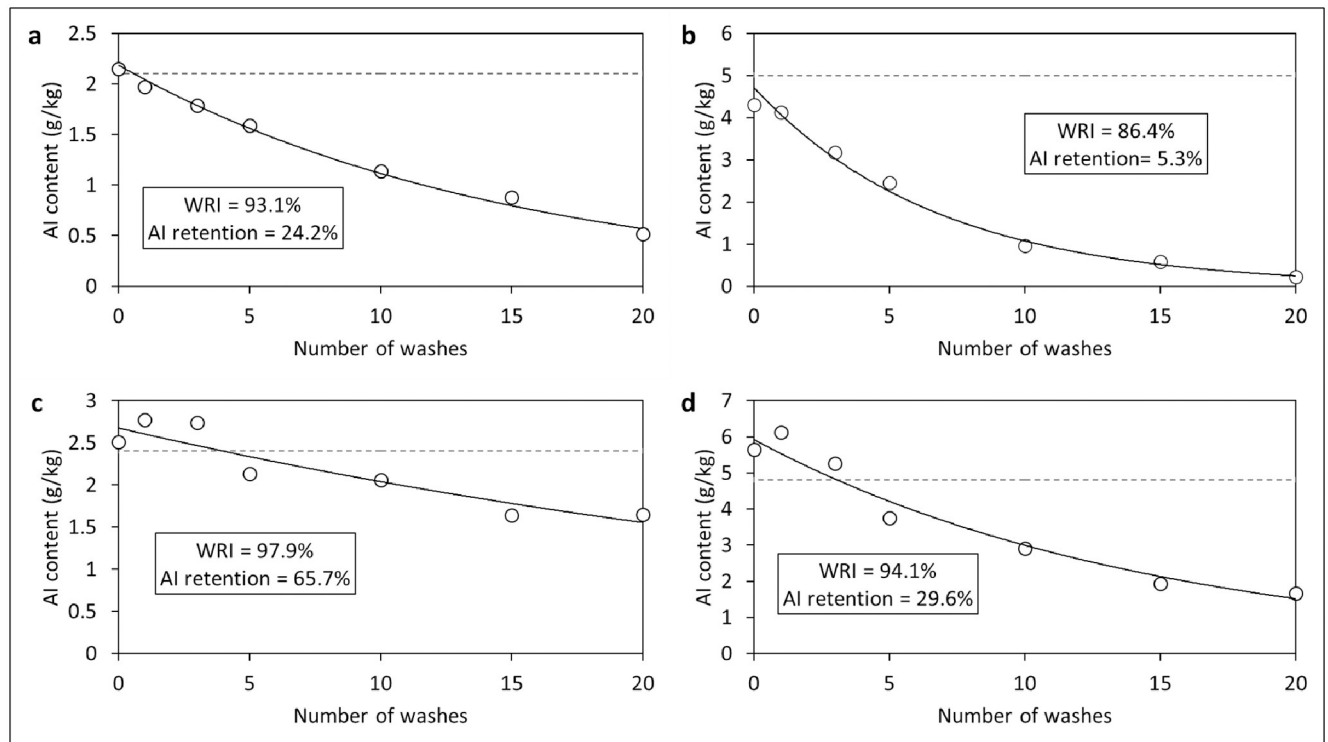 a
2.5
2
1.5
1
0.5
0
AI content (g/kg)
WRI = 93.1%
AI retention = 24.2%
0 5 10 15 20
Number of washes
b
6
5
4
3
2
1
0
AI content (g/kg)
WRI = 86.4%
AI retention= 5.3%
0 5 10 15 20
Number of washes
c
3
2.5
2
1.5
1
0.5
0
AI content (g/kg)
WRI = 97.9%
AI retention = 65.7%
0 5 10 15 20
Number of washes
d
7
6
5
4
3
2
1
0
AI content (g/kg)
WRI = 94.1%
AI retention = 29.6%
0 5 10 15 20
Number of washes